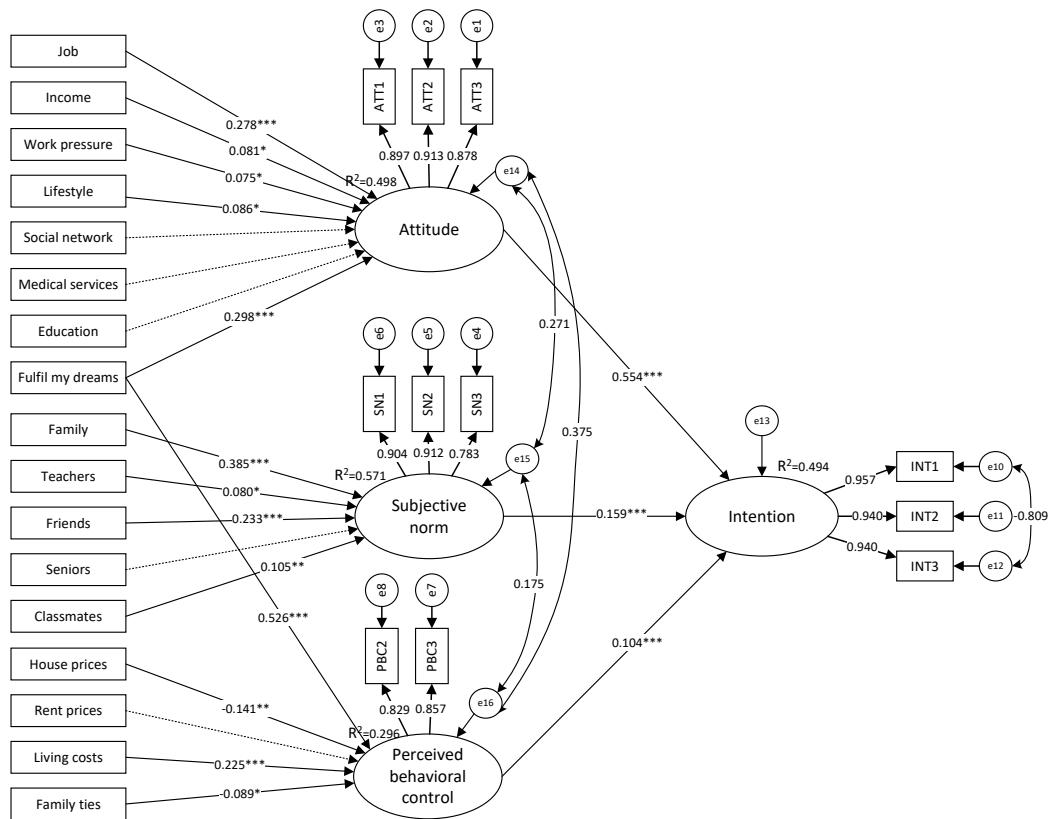 Job
Income
Work pressure
Lifestyle
Social network
Medical services
Education
Fulfil my dreams
Family
Teachers
Friends
Seniors
Classmates
House prices
Rent prices
Living costs
Family ties
0.278***
0.081*
0.075*
0.086*
0.298***
0.385***
0.080*
0.233***
0.105**
0.526***
-0.141**
0.225***
-0.089*
e3
e2
e1
ATT1
ATT2
ATT3
0.897
0.913
0.878
R²=0.498
Attitude
e14
e6
e5
e4
SN1
SN2
SN3
0.904
0.912
0.783
R²=0.571
Subjective
norm
e15
e8
e7
PBC2
PBC3
0.829
0.857
R²=0.296
Perceived
behavioral
control
e16
0.271
0.375
0.175
0.554***
0.159***
0.104***
e13
R²=0.494
Intention
0.957
0.940
0.940
INT1
INT2
INT3
e10
e11
e12
-0.809